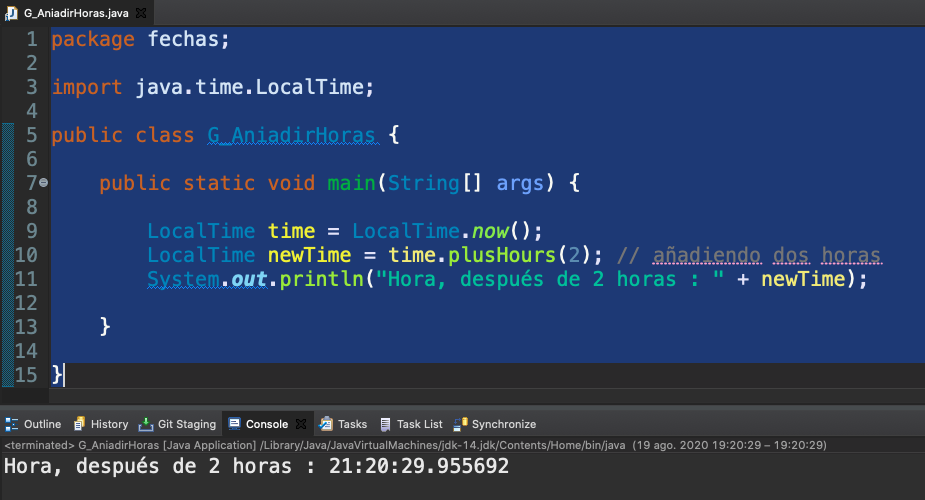 G_AniadirHoras.java
1 package fechas;
2
3 import java.time.LocalTime;
4
5 public class G_AniadirHoras {
6
7     public static void main(String[] args) {
8
9         LocalTime time = LocalTime.now();
10         LocalTime newTime = time.plusHours(2); // añadiendo dos horas
11         System.out.println("Hora, después de 2 horas : " + newTime);
12
13     }
14
15 }
Outline History Git Staging Console Tasks Task List Synchronize
<terminated> G_AniadirHoras [Java Application] /Library/Java/JavaVirtualMachines/jdk-14.jdk/Contents/Home/bin/java (19 ago. 2020 19:20:29 – 19:20:29)
Hora, después de 2 horas : 21:20:29.955692